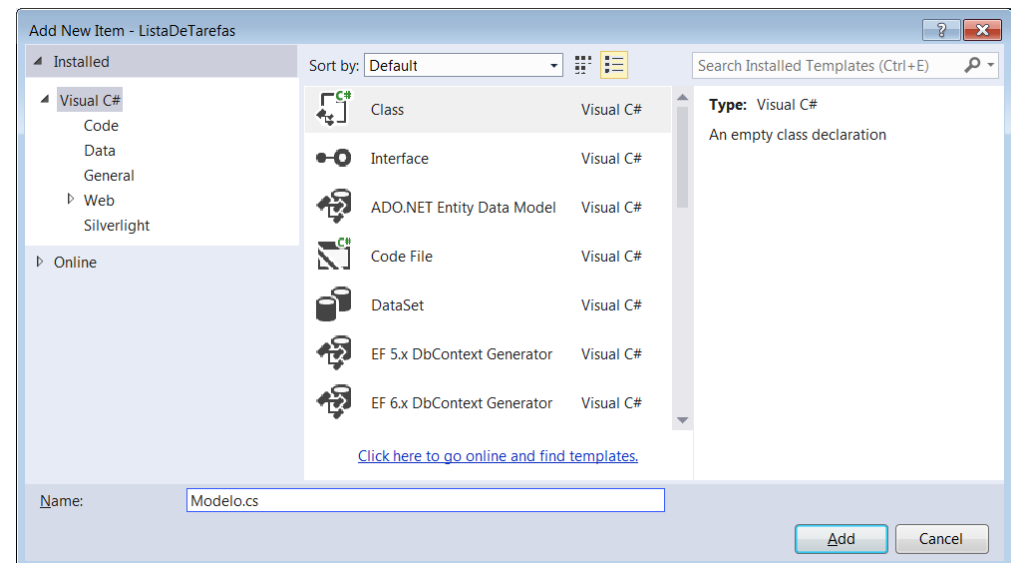 Add New Item - ListaDeTarefas
?
Installed
Sort by: Default
Search Installed Templates (Ctrl+E)
Visual C#
Code
Data
General
Web
Silverlight
Online
C#
Class Visual C#
Interface Visual C#
ADO.NET Entity Data Model Visual C#
C#
Code File Visual C#
DataSet Visual C#
EF 5.x DbContext Generator Visual C#
EF 6.x DbContext Generator Visual C#
Click here to go online and find templates.
Type: Visual C#
An empty class declaration
Name: Modelo.cs
Add Cancel